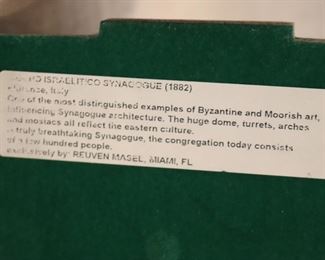 ISRAELITICO SYNAGOGUE (1882)
Italy
One of the most distinguished examples of Byzantine and Moorish art,
influencing Synagogue architecture. The huge dome, turrets, arches
and mosiacs all reflect the eastern culture.
truly breathtaking Synagogue, the congregation today consists
of a few hundred people.
exclusively by: REUVEN MASEL, MIAMI, FL